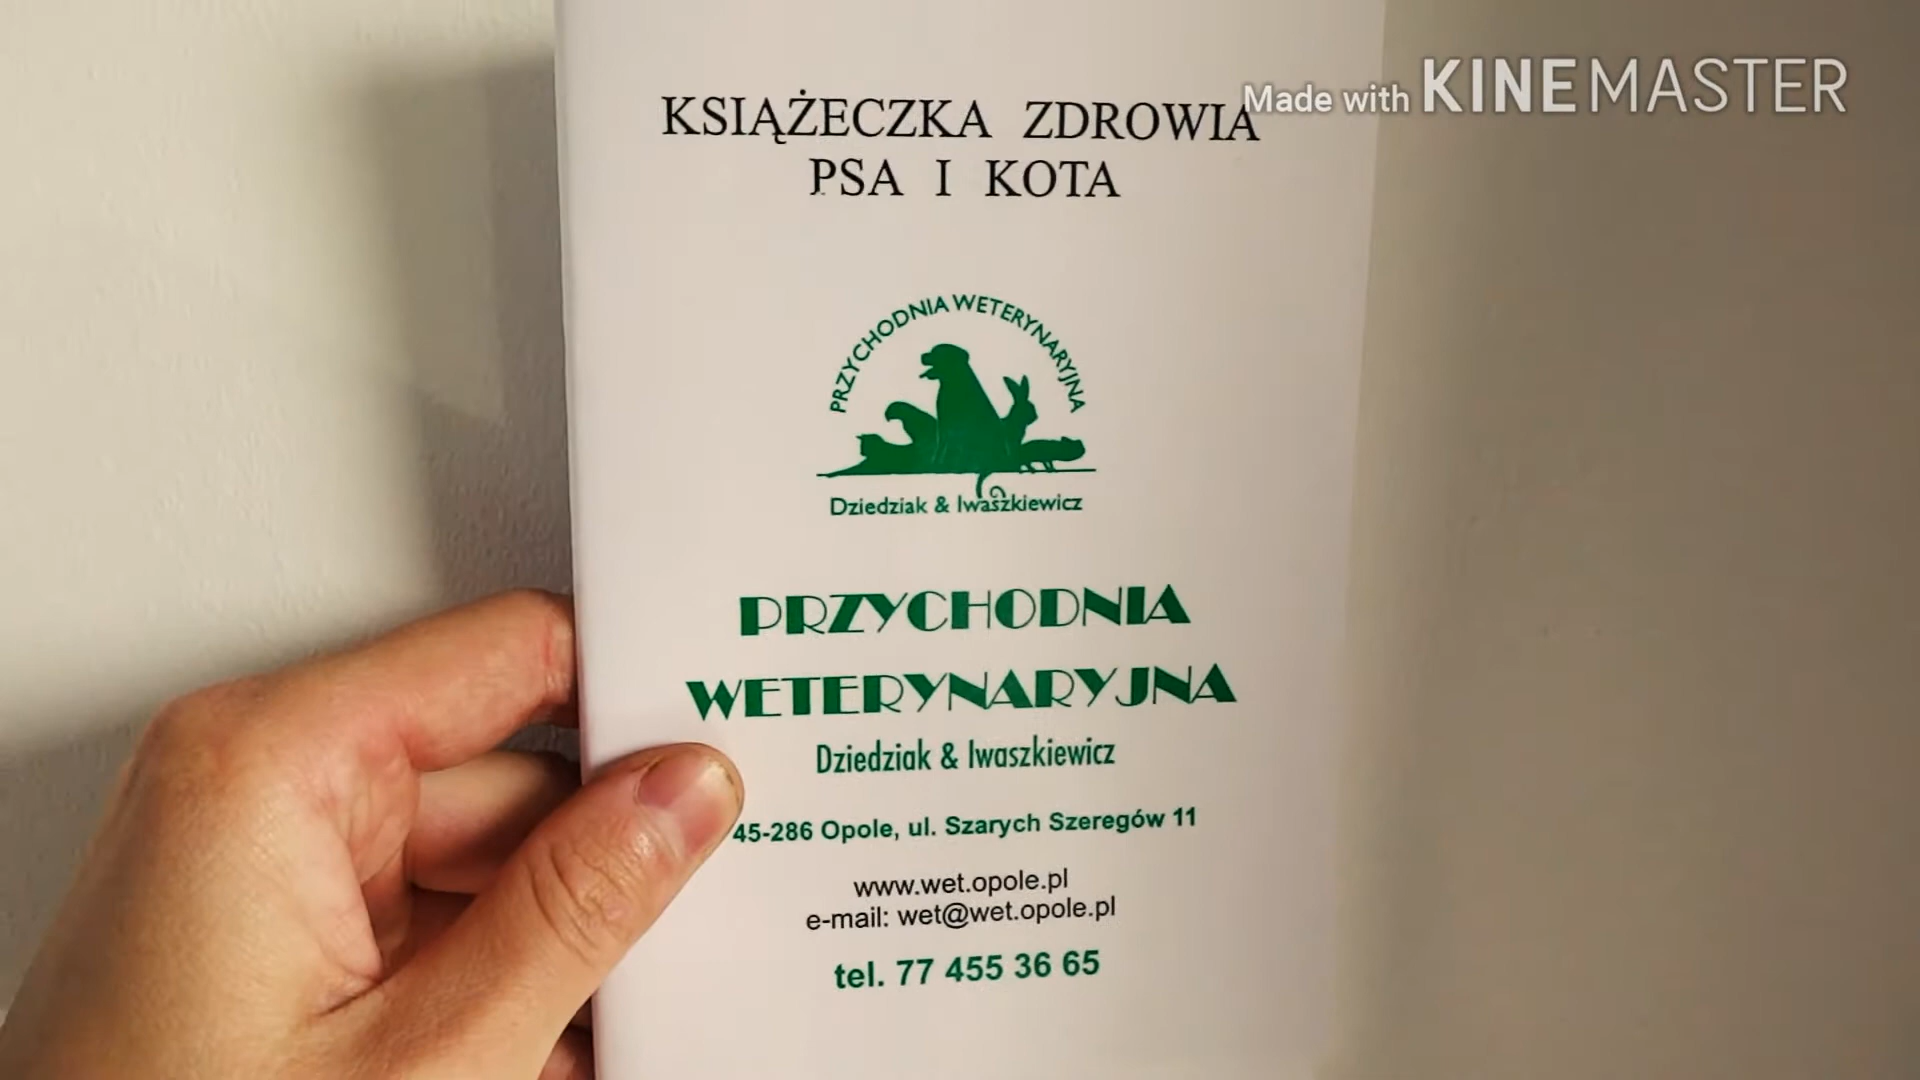 KSIĄŻECZKA ZDROWIA
PSA I KOTA
Made with KINEMASTER
PRZYCHODNIA WETERYNARYJNA
Dziedziak & Iwaszkiewicz
PRZYCHODNIA
WETERYNARYJNA
Dziedziak & Iwaszkiewicz
45-286 Opole, ul. Szarych Szeregów 11
www.wet.opole.pl
e-mail: wet@wet.opole.pl
tel. 77 455 36 65